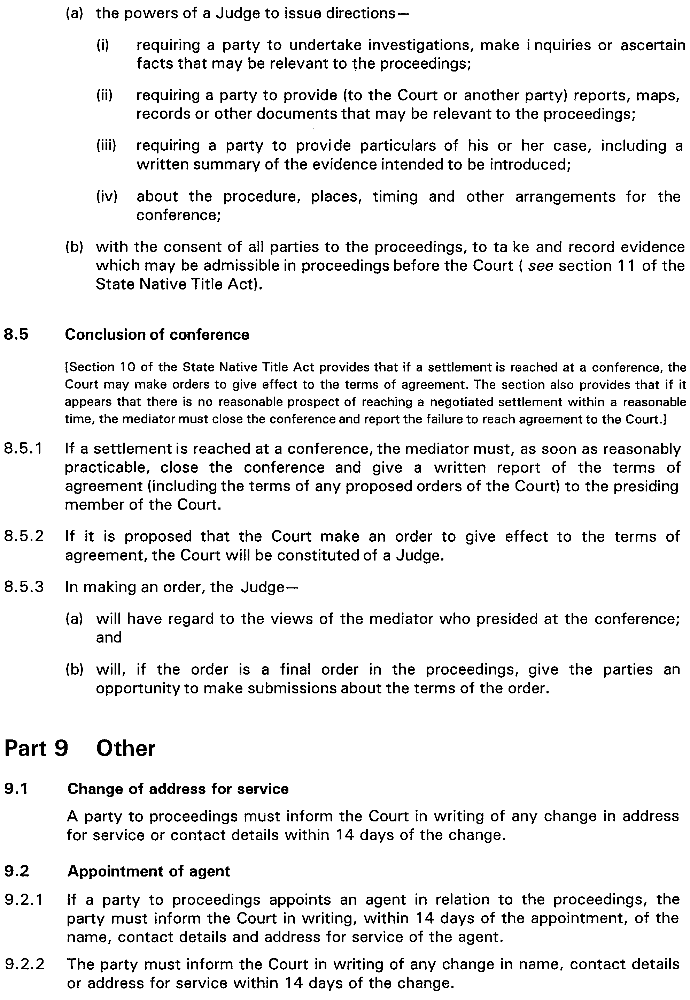 (a) the powers of a Judge to issue directions—
(i) requiring a party to undertake investigations, make i nquiries or ascertain
facts that may be relevant to the proceedings;
(ii) requiring a party to provide (to the Court or another party) reports, maps,
records or other documents that may be relevant to the proceedings;
(iii) requiring a party to provide particulars of his or her case, including a
written summary of the evidence intended to be introduced;
(iv) about the procedure, places, timing and other arrangements for the
conference;
(b) with the consent of all parties to the proceedings, to ta ke and record evidence
which may be admissible in proceedings before the Court ( see section 11 of the
State Native Title Act).
8.5 Conclusion of conference
[Section 10 of the State Native Title Act provides that if a settlement is reached at a conference, the
Court may make orders to give effect to the terms of agreement. The section also provides that if it
appears that there is no reasonable prospect of reaching a negotiated settlement within a reasonable
time, the mediator must close the conference and report the failure to reach agreement to the Court.]
8.5.1 If a settlement is reached at a conference, the mediator must, as soon as reasonably
practicable, close the conference and give a written report of the terms of
agreement (including the terms of any proposed orders of the Court) to the presiding
member of the Court.
8.5.2 If it is proposed that the Court make an order to give effect to the terms of
agreement, the Court will be constituted of a Judge.
8.5.3 In making an order, the Judge—
(a) will have regard to the views of the mediator who presided at the conference;
and
(b) will, if the order is a final order in the proceedings, give the parties an
opportunity to make submissions about the terms of the order.
Part 9 Other
9.1 Change of address for service
A party to proceedings must inform the Court in writing of any change in address
for service or contact details within 14 days of the change.
9.2 Appointment of agent
9.2.1 If a party to proceedings appoints an agent in relation to the proceedings, the
party must inform the Court in writing, within 14 days of the appointment, of the
name, contact details and address for service of the agent.
9.2.2 The party must inform the Court in writing of any change in name, contact details
or address for service within 14 days of the change.